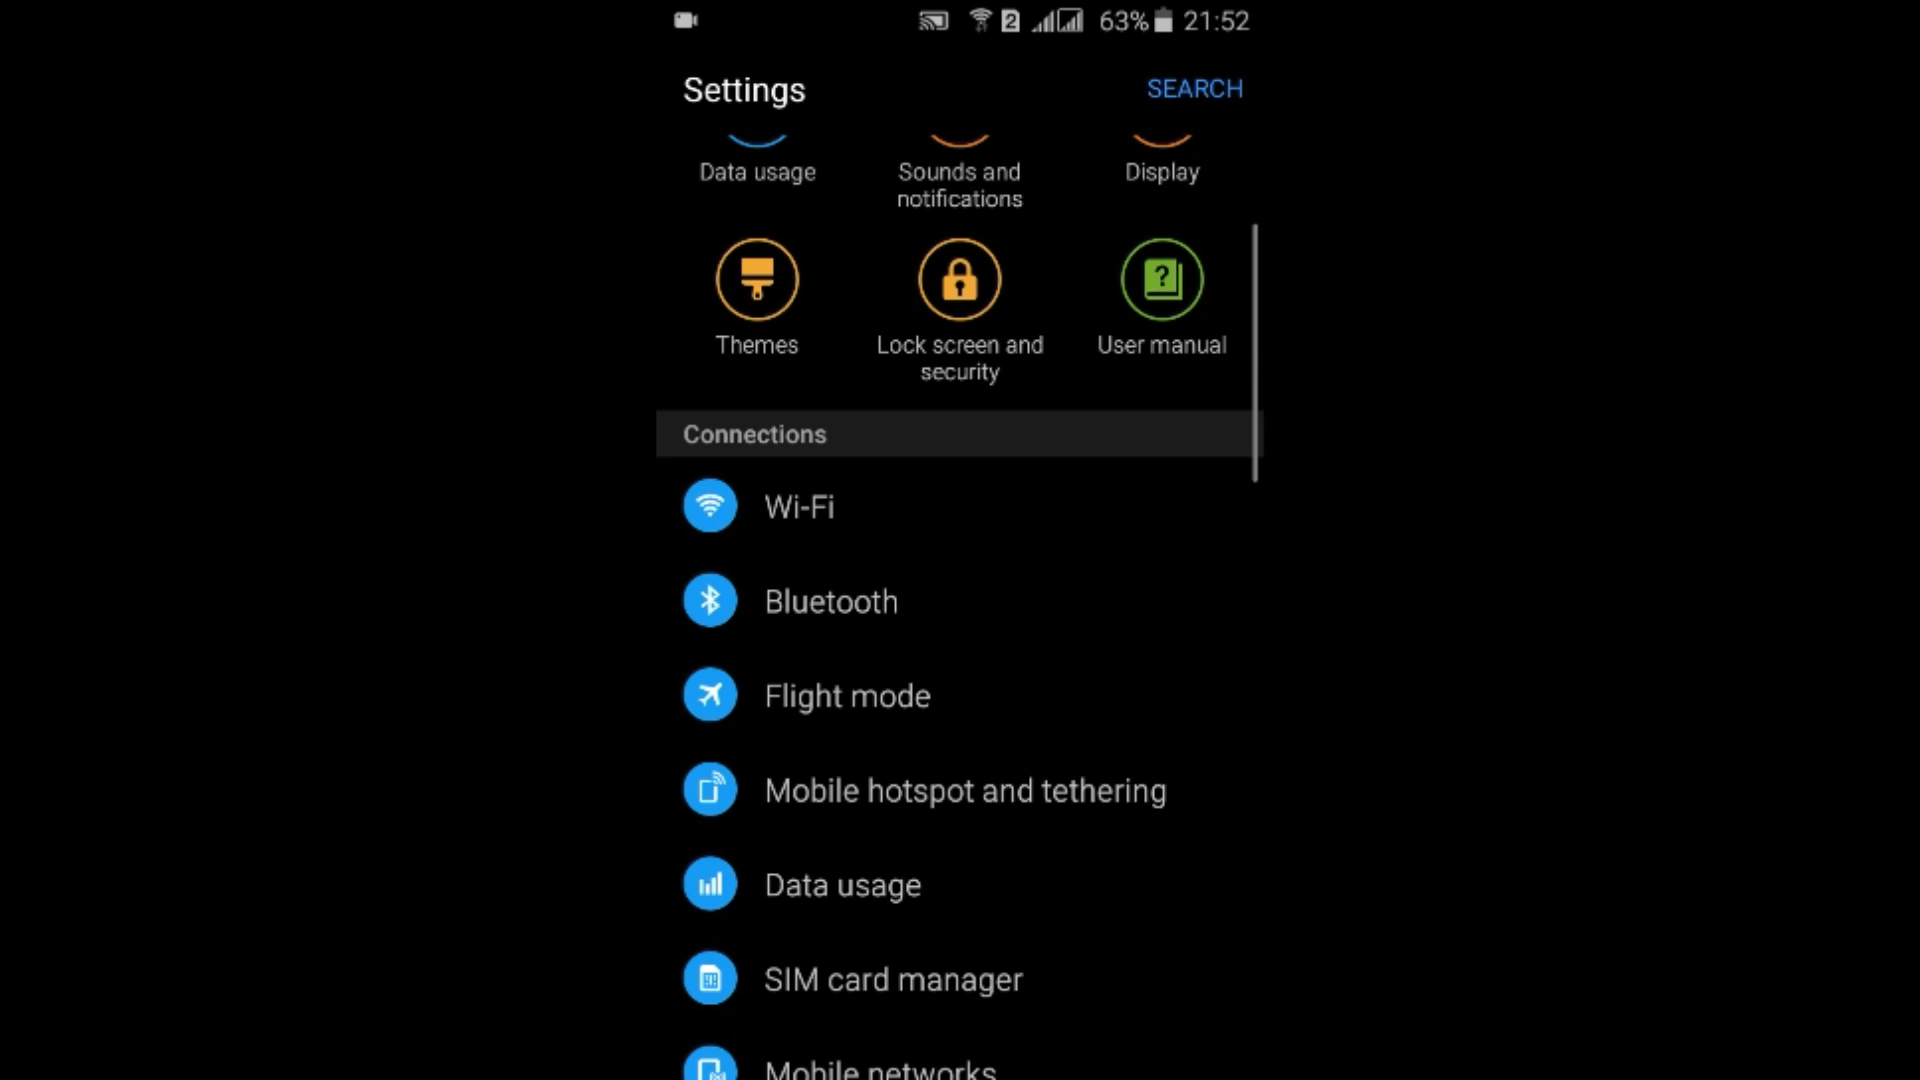 2 63% 21:52
Settings SEARCH
Data usage
Sounds and
notifications
Display
Themes
Lock screen and
security
User manual
Connections
Wi-Fi
Bluetooth
Flight mode
Mobile hotspot and tethering
Data usage
SIM card manager
Mobile networks